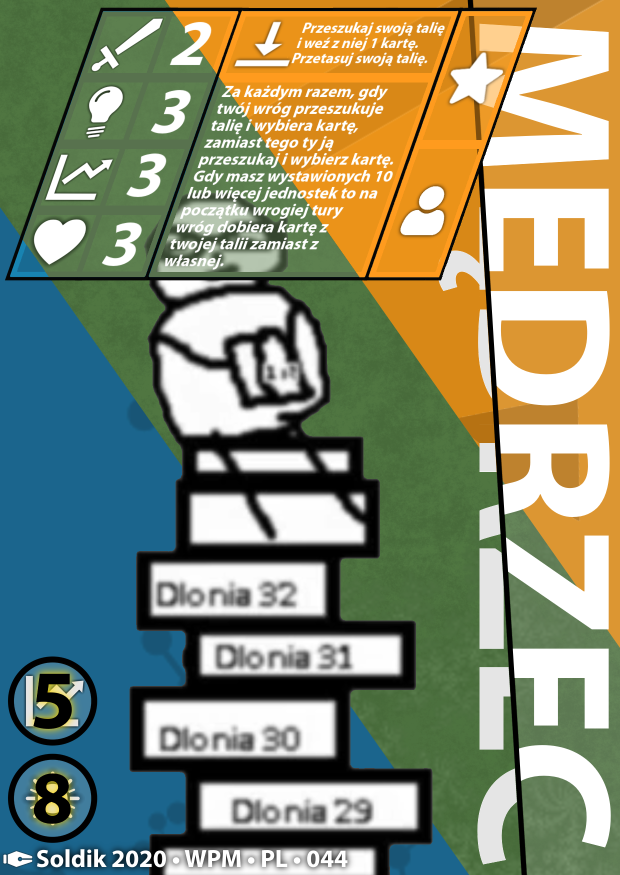 2
3
3
3
Przeszukaj swoją talię
i weź z niej 1 kartę.
Przetasuj swoją talię.
Za każdym razem, gdy
twój wróg przeszukuje
talię i wybiera kartę,
zamiast tego ty ją
przeszukaj i wybierz kartę.
Gdy masz wystawionych 10
lub więcej jednostek to na
początku wrogiej tury
wróg dobiera kartę z
twojej talii zamiast z
własnej.
MĘDRZEC
Dlonia 32
Dlonia 31
Dlonia 30
Dlonia 29
5
8
Soldik 2020 • WPM • PL • 044